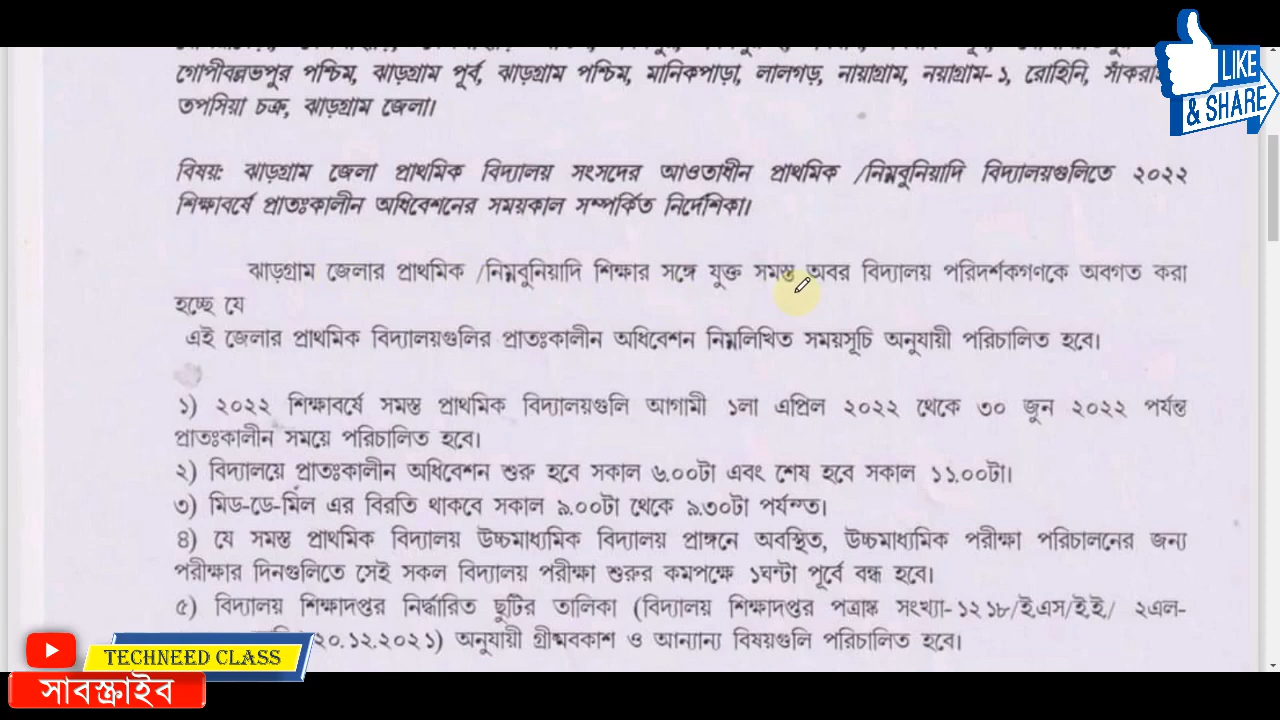 গোপীবল্লভপুর পশ্চিম, ঝাড়গ্রাম পূর্ব, ঝাড়গ্রাম পশ্চিম, মানিকপাড়া, লালগড়, নায়াগ্রাম, নয়াগ্রাম-১, রোহিনি,
তপসিয়া চক্র, ঝাড়গ্রাম জেলা।
LIKE
& SHARE
বিষয়: ঝাড়গ্রাম জেলা প্রাথমিক বিদ্যালয় সংসদের আওতাধীন প্রাথমিক /নিম্নবুনিয়াদি বিদ্যালয়গুলিতে ২০২২
শিক্ষাবর্ষে প্রাতঃকালীন অধিবেশনের সময়কাল সম্পর্কিত নির্দেশিকা।
ঝাড়গ্রাম জেলার প্রাথমিক /নিম্নবুনিয়াদি শিক্ষার সঙ্গে যুক্ত সমস্ত অবর বিদ্যালয় পরিদর্শকগণকে অবগত করা
হচ্ছে যে
এই জেলার প্রাথমিক বিদ্যালয়গুলির প্রাতঃকালীন অধিবেশন নিম্নলিখিত সময়সূচি অনুযায়ী পরিচালিত হবে।
১) ২০২২ শিক্ষাবর্ষে সমস্ত প্রাথমিক বিদ্যালয়গুলি আগামী ১লা এপ্রিল ২০২২ থেকে ৩০ জুন ২০২২ পর্যন্ত
প্রাতঃকালীন সময়ে পরিচালিত হবে।
২) বিদ্যালয়ে প্রাতঃকালীন অধিবেশন শুরু হবে সকাল ৬.০০টা এবং শেষ হবে সকাল ১১.০০টা।
৩) মিড-ডে-মিল এর বিরতি থাকবে সকাল ৯.০০টা থেকে ৯.৩০টা পর্যন্ত।
৪) যে সমস্ত প্রাথমিক বিদ্যালয় উচ্চমাধ্যমিক বিদ্যালয় প্রাঙ্গনে অবস্থিত, উচ্চমাধ্যমিক পরীক্ষা পরিচালনের জন্য
পরীক্ষার দিনগুলিতে সেই সকল বিদ্যালয় পরীক্ষা শুরুর কমপক্ষে ১ঘন্টা পূর্বে বন্ধ হবে।
৫) বিদ্যালয় শিক্ষাদপ্তর নির্দ্ধারিত ছুটির তালিকা (বিদ্যালয় শিক্ষাদপ্তর পত্রাঙ্ক সংখ্যা-১২১৮/ই.এস/ই.ই/ ২এল-
২০.১২.২০২১) অনুযায়ী গ্রীষ্মবকাশ ও আন্যান্য বিষয়গুলি পরিচালিত হবে।
TECHNEED CLASS
সাবস্ক্রাইব